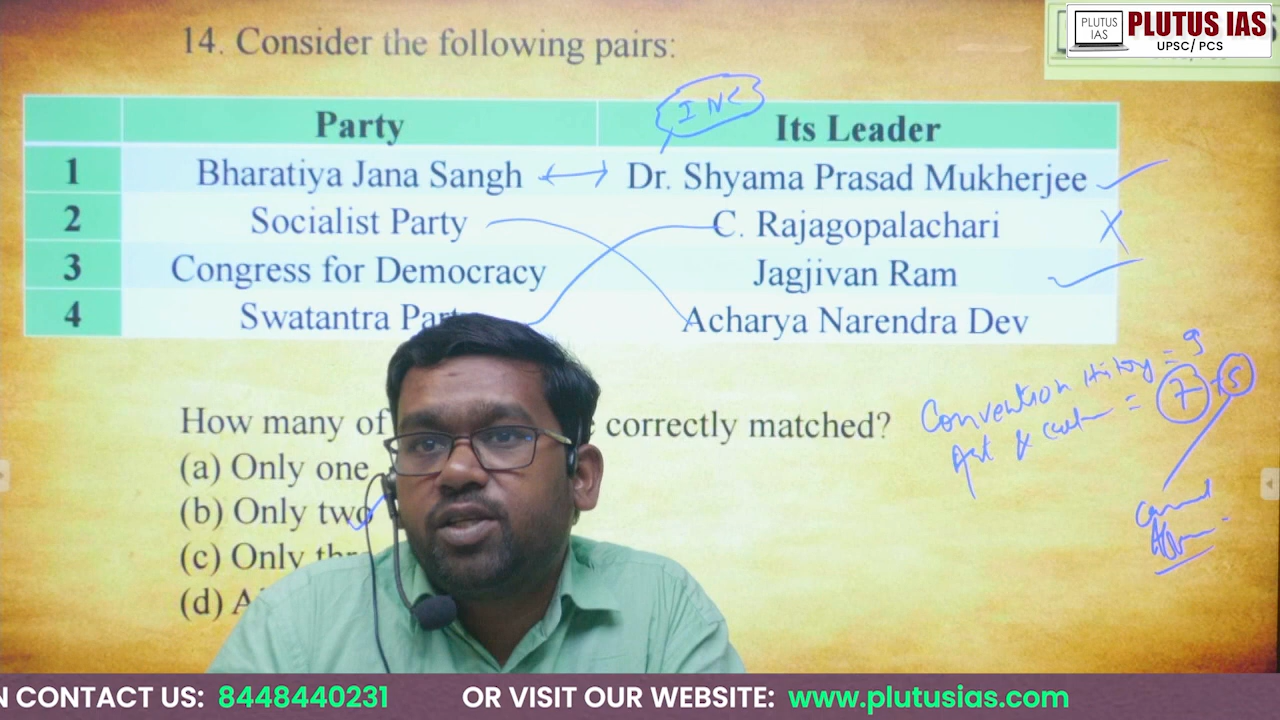 PLUTUS IAS
PLUTUS IAS
UPSC/ PCS
14. Consider the following pairs:
INC
Party Its Leader
1 Bharatiya Jana Sangh Dr. Shyama Prasad Mukherjee
2 Socialist Party C. Rajagopalachari
3 Congress for Democracy Jagjivan Ram
4 Swatantra Acharya Narendra Dev
How many of correctly matched?
(a) Only one
(b) Only two
(c) Only
(d)
Convention History = 9
Art & = 7 + 5
N CONTACT US: 8448440231 OR VISIT OUR WEBSITE: www.plutusias.com